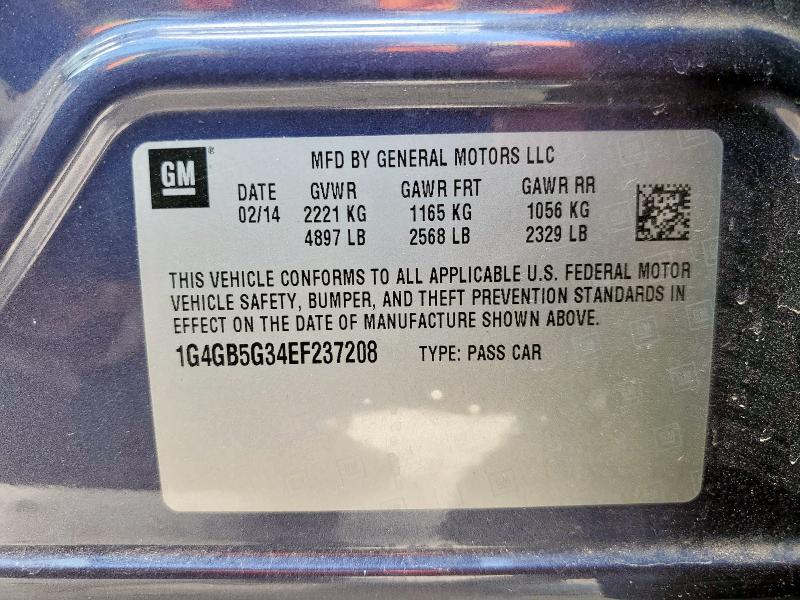 GM®
MFD BY GENERAL MOTORS LLC
DATE GVWR GAWR FRT GAWR RR
02/14 2221 KG 1165 KG 1056 KG
4897 LB 2568 LB 2329 LB
THIS VEHICLE CONFORMS TO ALL APPLICABLE U.S. FEDERAL MOTOR
VEHICLE SAFETY, BUMPER, AND THEFT PREVENTION STANDARDS IN
EFFECT ON THE DATE OF MANUFACTURE SHOWN ABOVE.
1G4GB5G34EF237208 TYPE: PASS CAR